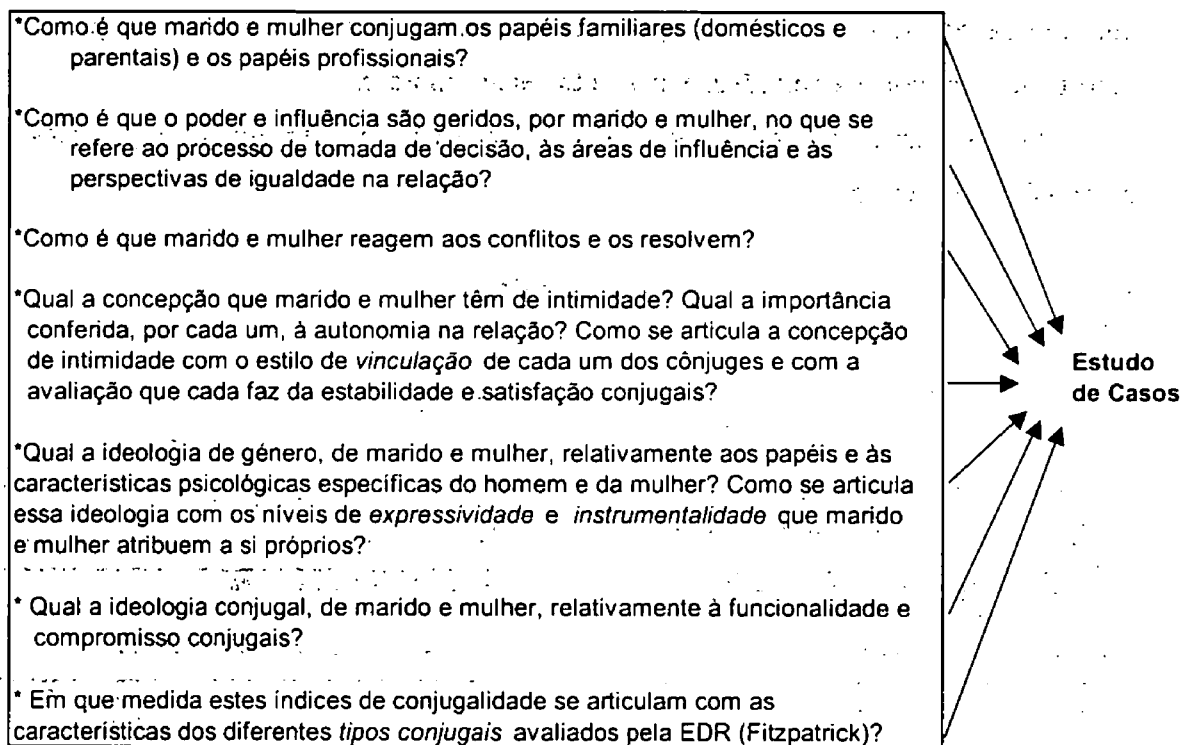 *Como é que marido e mulher conjugam os papéis familiares (domésticos e
parentais) e os papéis profissionais?
*Como é que o poder e influência são geridos, por marido e mulher, no que se
refere ao processo de tomada de decisão, às áreas de influência e às
perspectivas de igualdade na relação?
*Como é que marido e mulher reagem aos conflitos e os resolvem?
*Qual a concepção que marido e mulher têm de intimidade? Qual a importância
conferida, por cada um, à autonomia na relação? Como se articula a concepção
de intimidade com o estilo de vinculação de cada um dos cônjuges e com a
avaliação que cada faz da estabilidade e satisfação conjugais?
*Qual a ideologia de género, de marido e mulher, relativamente aos papéis e às
características psicológicas específicas do homem e da mulher? Como se articula
essa ideologia com os níveis de expressividade e instrumentalidade que marido
e mulher atribuem a si próprios?
* Qual a ideologia conjugal, de marido e mulher, relativamente à funcionalidade e
compromisso conjugais?
* Em que medida estes índices de conjugalidade se articulam com as
características dos diferentes tipos conjugais avaliados pela EDR (Fitzpatrick)?
Estudo
de Casos